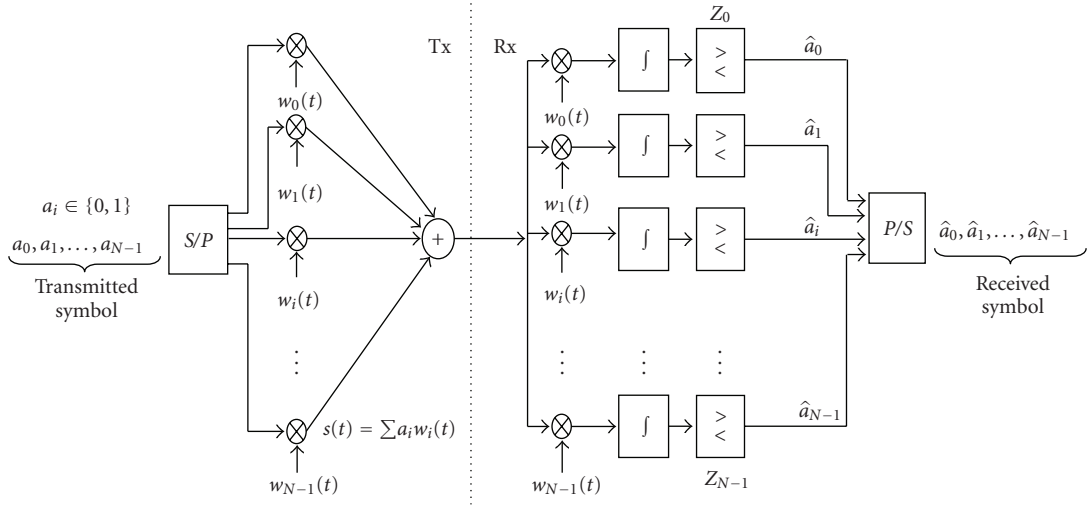 Tx
Rx
Z_0
w_0(t)
w_1(t)
w_i(t)
⋮
w_{N−1}(t)
a_i ∈ {0, 1}
a_0, a_1, . . . , a_{N−1}
Transmitted
symbol
S/P
+
s(t) = ∑ a_i w_i(t)
w_0(t)
w_1(t)
w_i(t)
⋮
w_{N−1}(t)
∫
>
<
â_0
∫
>
<
â_1
∫
>
<
â_i
⋮
⋮
∫
>
<
â_{N−1}
Z_{N−1}
P/S
â_0, â_1, . . . , â_{N−1}
Received
symbol